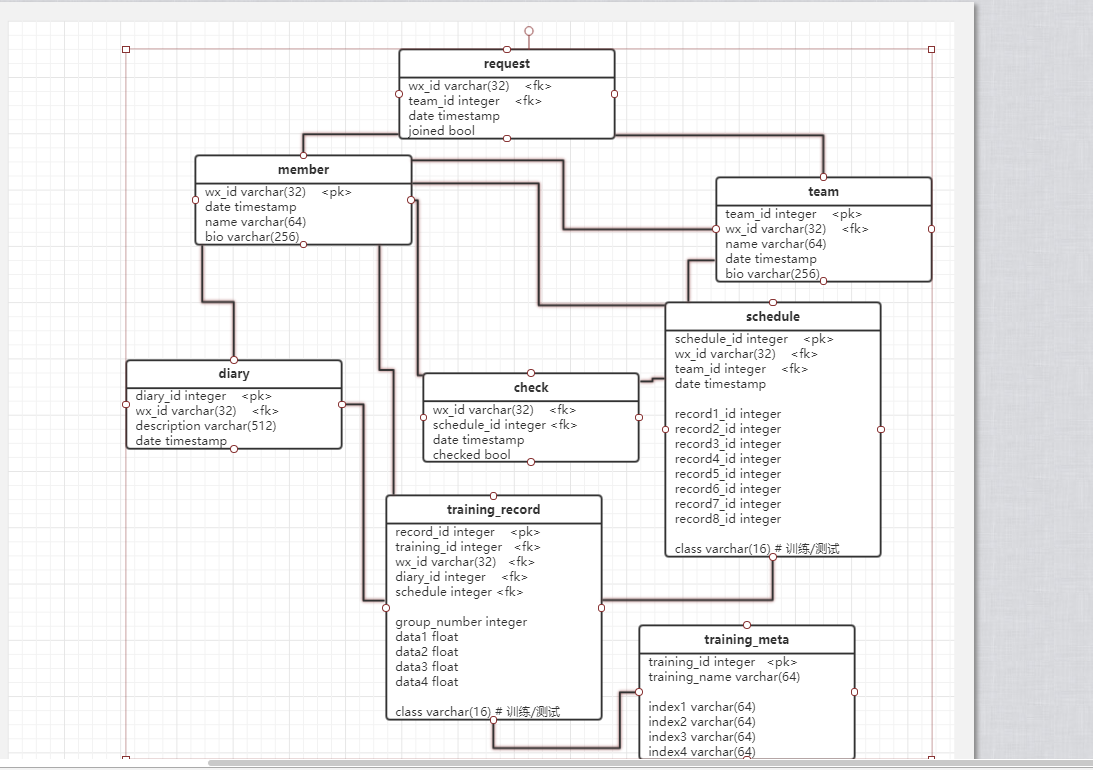 request
wx_id varchar(32) <fk>
team_id integer <fk>
date timestamp
joined bool
member
wx_id varchar(32) <pk>
date timestamp
name varchar(64)
bio varchar(256)
team
team_id integer <pk>
wx_id varchar(32) <fk>
name varchar(64)
date timestamp
bio varchar(256)
schedule
schedule_id integer <pk>
wx_id varchar(32) <fk>
team_id integer <fk>
date timestamp
record1_id integer
record2_id integer
record3_id integer
record4_id integer
record5_id integer
record6_id integer
record7_id integer
record8_id integer
class varchar(16) # 训练/测试
diary
diary_id integer <pk>
wx_id varchar(32) <fk>
description varchar(512)
date timestamp
check
wx_id varchar(32) <fk>
schedule_id integer <fk>
date timestamp
checked bool
training_record
record_id integer <pk>
training_id integer <fk>
wx_id varchar(32) <fk>
diary_id integer <fk>
schedule integer <fk>
group_number integer
data1 float
data2 float
data3 float
data4 float
class varchar(16) # 训练/测试
training_meta
training_id integer <pk>
training_name varchar(64)
index1 varchar(64)
index2 varchar(64)
index3 varchar(64)
index4 varchar(64)